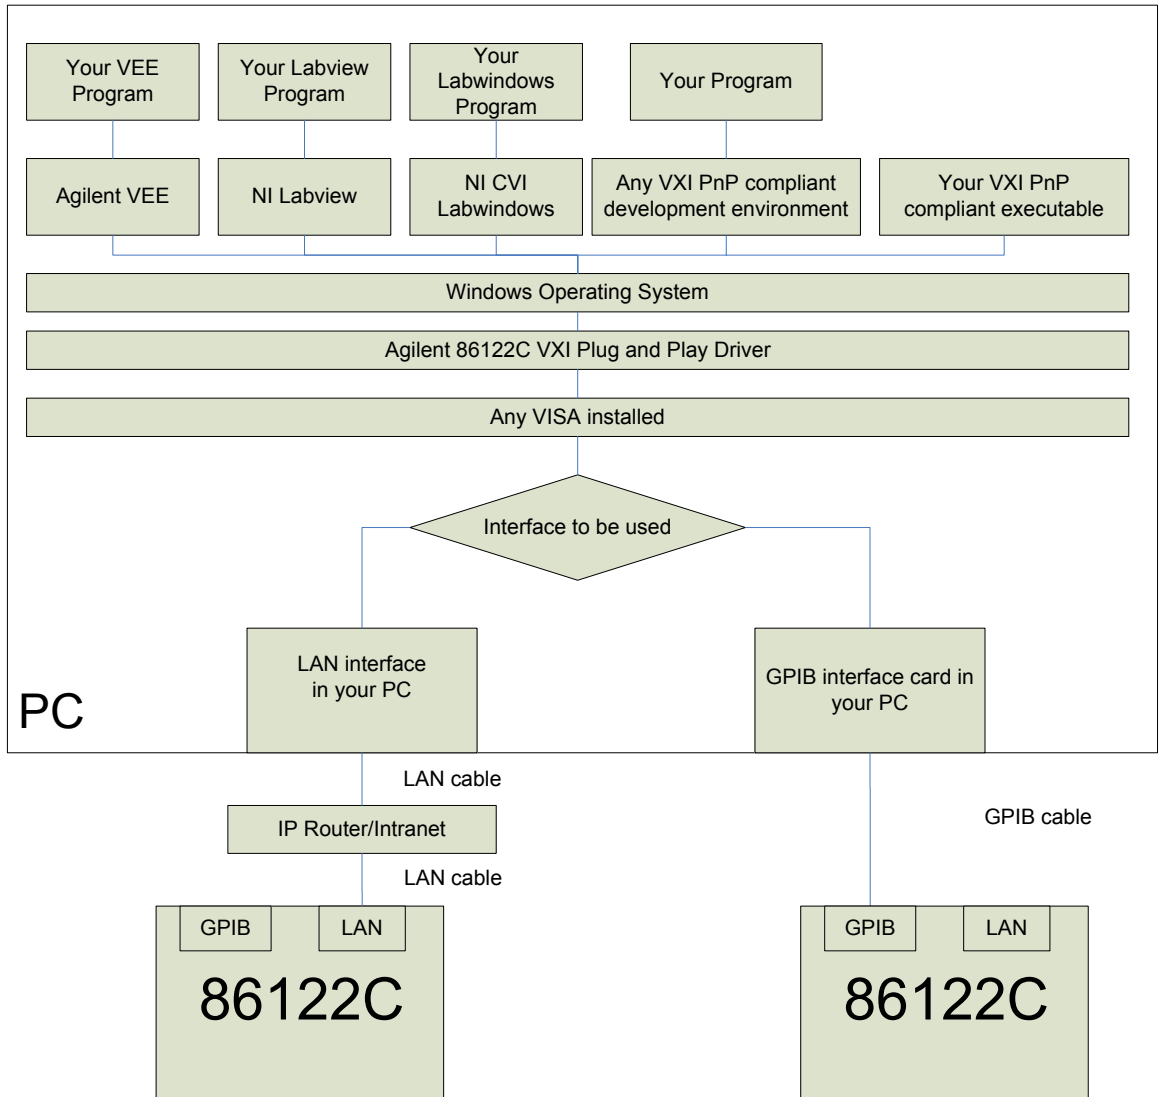 Your VEE
Program
Your Labview
Program
Your
Labwindows
Program
Your Program
Agilent VEE
NI Labview
NI CVI
Labwindows
Any VXI PnP compliant
development environment
Your VXI PnP
compliant executable
Windows Operating System
Agilent 86122C VXI Plug and Play Driver
Any VISA installed
Interface to be used
LAN interface
in your PC
GPIB interface card in
your PC
PC
LAN cable
GPIB cable
IP Router/Intranet
LAN cable
GPIB
LAN
86122C
GPIB
LAN
86122C